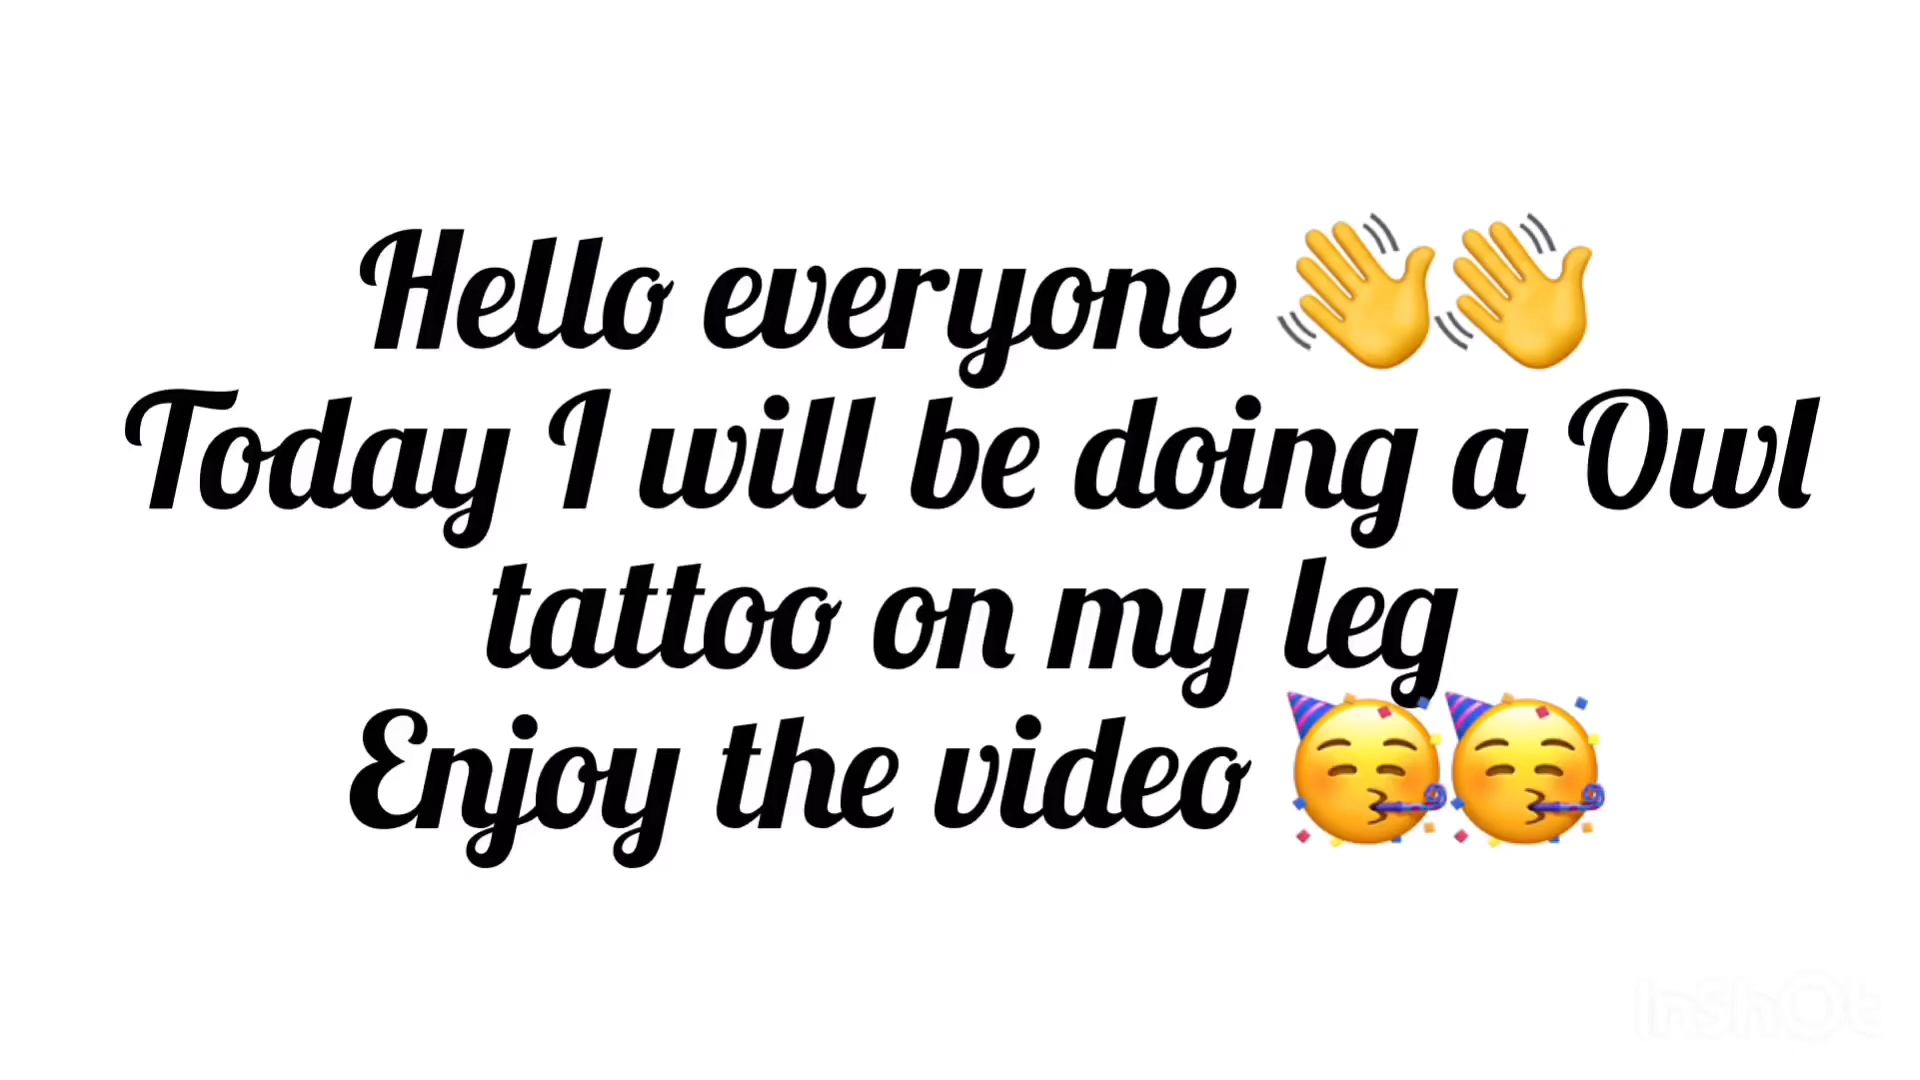 Hello everyone 👋👋
Today I will be doing a Owl
tattoo on my leg
Enjoy the video 🥳🥳
InShOt